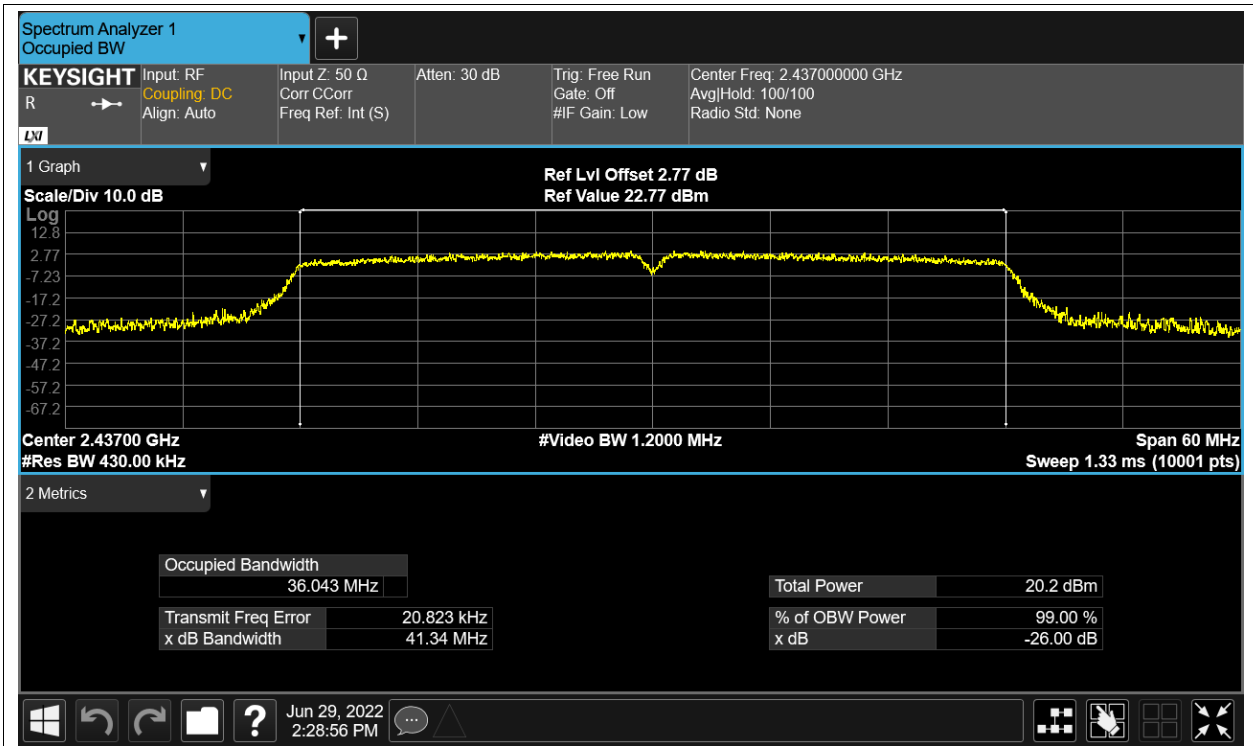 Spectrum Analyzer 1
Occupied BW
KEYSIGHT
R
LXI
Input: RF
Coupling: DC
Align: Auto
Input Z: 50 Ω
Corr CCorr
Freq Ref: Int (S)
Atten: 30 dB
Trig: Free Run
Gate: Off
#IF Gain: Low
Center Freq: 2.437000000 GHz
Avg|Hold: 100/100
Radio Std: None
1 Graph
Scale/Div 10.0 dB
Ref Lvl Offset 2.77 dB
Ref Value 22.77 dBm
Log
12.8
2.77
-7.23
-17.2
-27.2
-37.2
-47.2
-57.2
-67.2
Center 2.43700 GHz
#Video BW 1.2000 MHz
Span 60 MHz
#Res BW 430.00 kHz
Sweep 1.33 ms (10001 pts)
2 Metrics
Occupied Bandwidth
36.043 MHz
Total Power 20.2 dBm
Transmit Freq Error 20.823 kHz
% of OBW Power 99.00 %
x dB Bandwidth 41.34 MHz
x dB -26.00 dB
?
Jun 29, 2022
2:28:56 PM